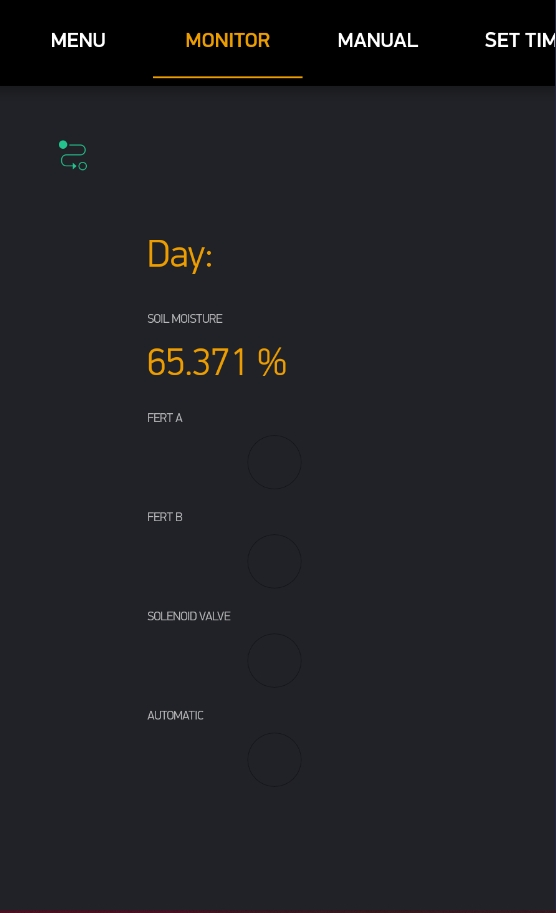 MENU MONITOR MANUAL SET TIM
Day:
SOIL MOISTURE
65.371 %
FERT A
FERT B
SOLENOID VALVE
AUTOMATIC